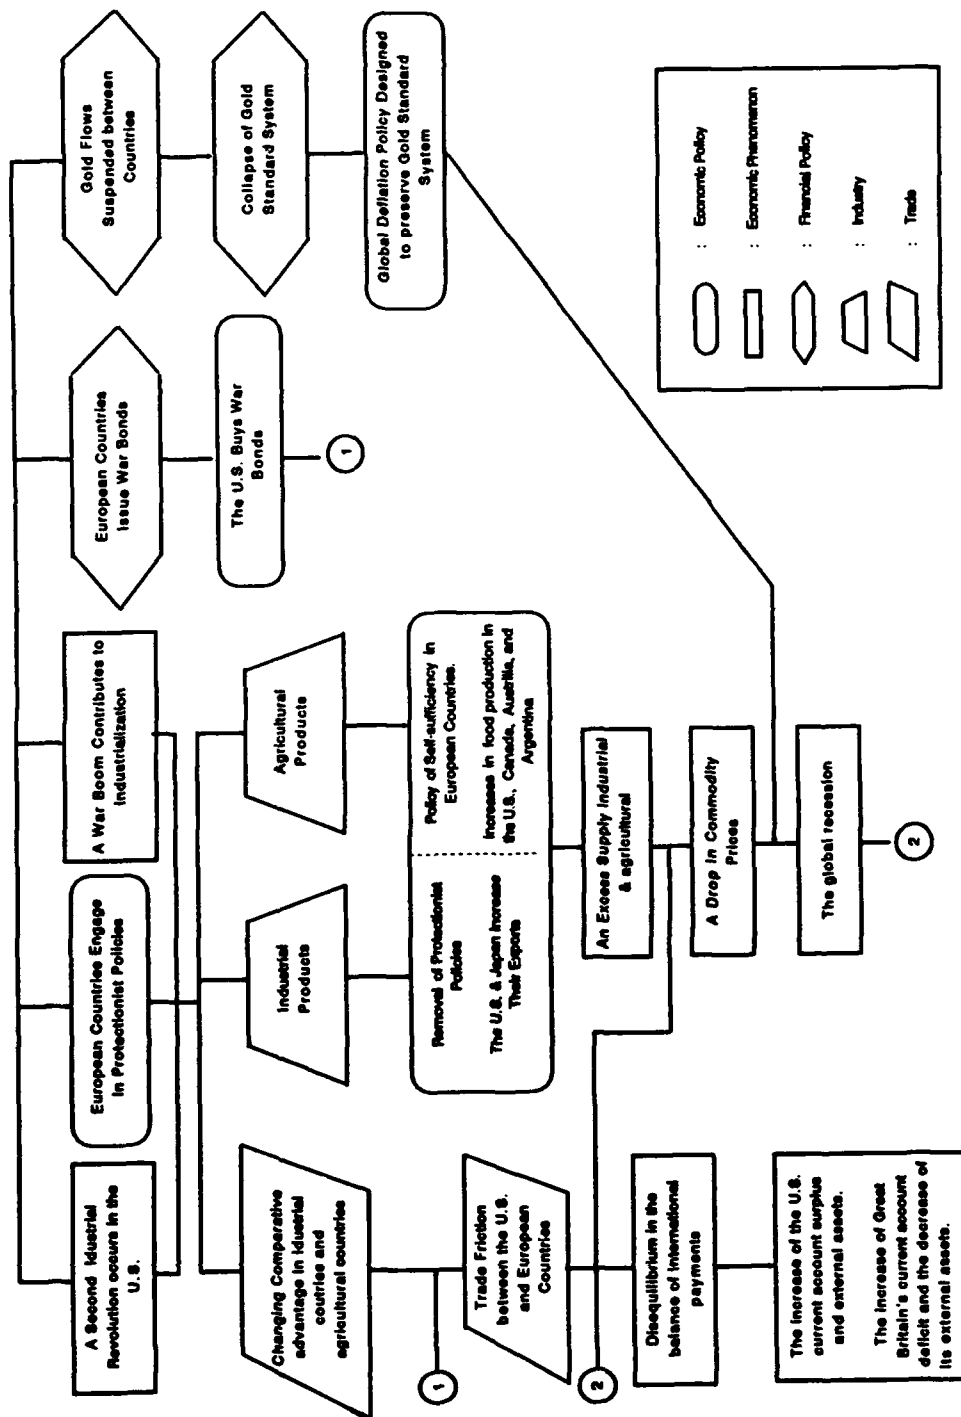 A Second Idustrial
Revolution occurs in the
U.S.
European Countries Engage
in Protectionist Policies
A War Boom Contributes to
Industrialization
European Countries
Issue War Bonds
Gold Flows
Suspended between
Countries
The U.S. Buys War
Bonds
1
Collapse of Gold
Standard System
Global Deflation Policy Designed
to preserve Gold Standard
System
Changing Comparative
advantage in idustrial
coutries and
agricultural countries
Industrial
Products
Agricultural
Products
Removal of Protectionist
Policies
The U.S. & Japan Increase
Their Exports
Policy of Self-sufficiency in
European Countries.
Increases in food production in
the U.S., Canada, Austrilia, and
Argentina
1
Trade Friction
between the U.S.
and European
Countries
2
An Excess Supply Industrial
& agricultural
A Drop in Commodity
Prices
The global recession
2
Disequilibrium in the
balance of international
payments
The increase of the U.S.
current account surplus
and external assets.
The increase of Great
Britain's current account
deficit and the decrease of
its external assets.
: Economic Policy
: Economic Phenomenon
: Financial Policy
: Industry
: Trade